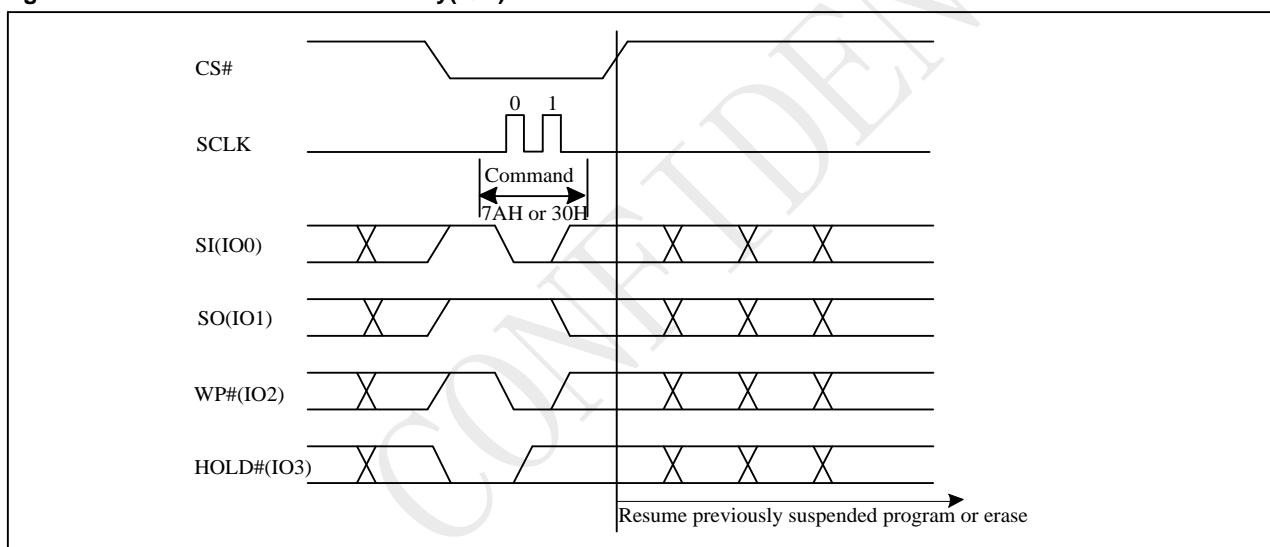 CS#
0 1
SCLK
Command
7AH or 30H
SI(IO0)
SO(IO1)
WP#(IO2)
HOLD#(IO3)
Resume previously suspended program or erase